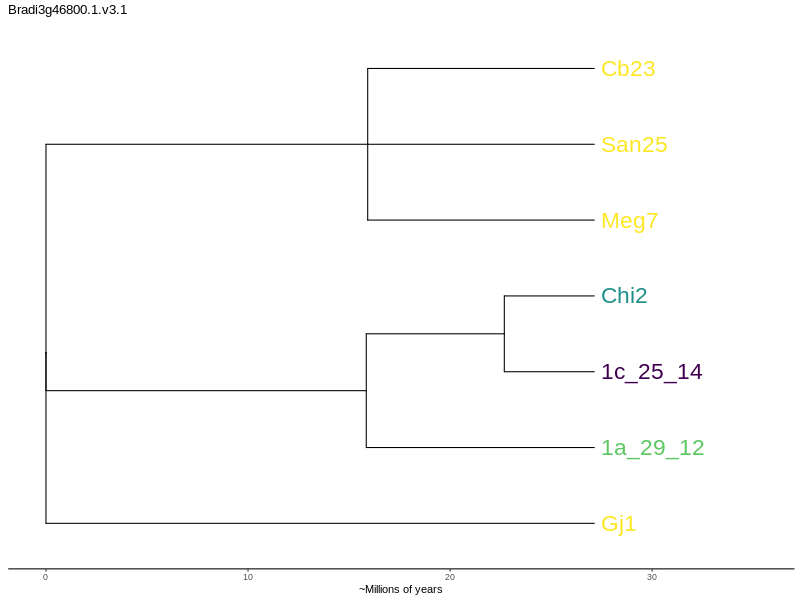 Bradi3g46800.1.v3.1
Cb23
San25
Meg7
Chi2
1c_25_14
1a_29_12
Gj1
0 10 20 30
~Millions of years